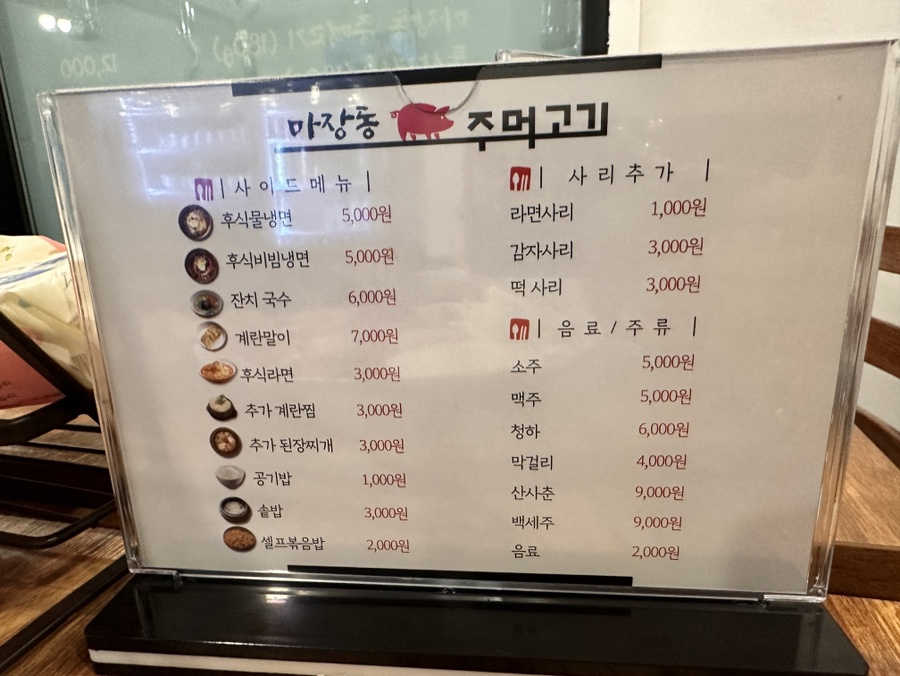 12,000
마장동 주먹고기
사이드메뉴
후식물냉면 5,000원
후식비빔냉면 5,000원
잔치 국수 6,000원
계란말이 7,000원
후식라면 3,000원
추가 계란찜 3,000원
추가 된장찌개 3,000원
공기밥 1,000원
솥밥 3,000원
셀프볶음밥 2,000원
사리추가
라면사리 1,000원
감자사리 3,000원
떡 사리 3,000원
음료/주류
소주 5,000원
맥주 5,000원
청하 6,000원
막걸리 4,000원
산사춘 9,000원
백세주 9,000원
음료 2,000원